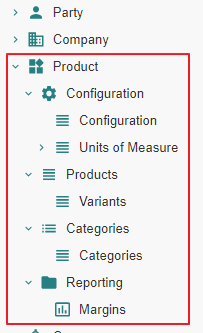 Party
Company
Product
Configuration
Configuration
Units of Measure
Products
Variants
Categories
Categories
Reporting
Margins